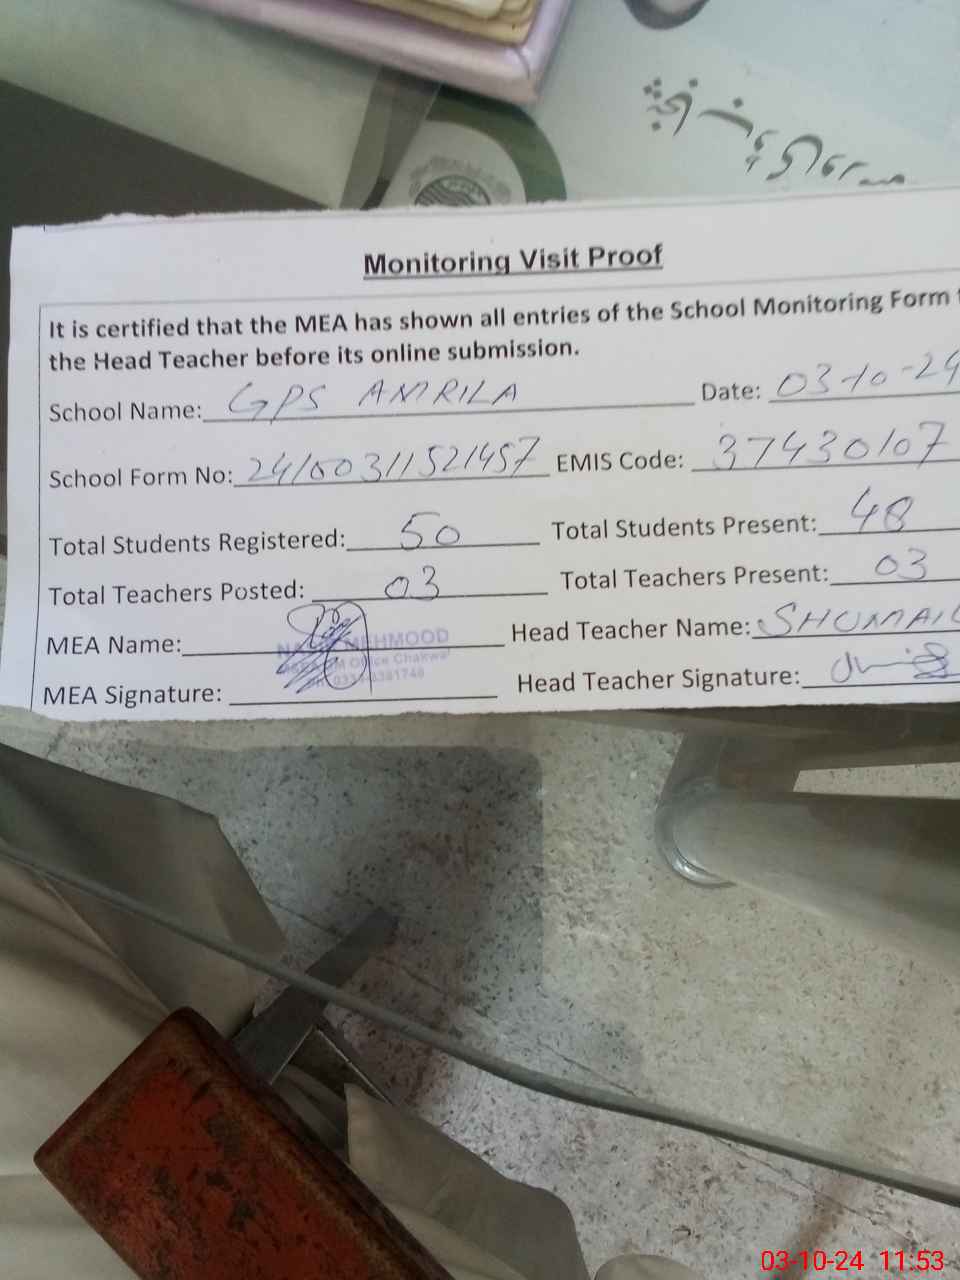 Monitoring Visit Proof
It is certified that the MEA has shown all entries of the School Monitoring Form
the Head Teacher before its online submission.
School Name: GPS AMRILA Date: 03-10-24
School Form No: 24100311521457 EMIS Code: 37430107
Total Students Registered: 50 Total Students Present: 48
Total Teachers Posted: 03 Total Teachers Present: 03
MEA Name: MEHMOOD Head Teacher Name: SHUMAIL
Office Chakwal
MEA Signature: Head Teacher Signature:
03-10-24 11:53